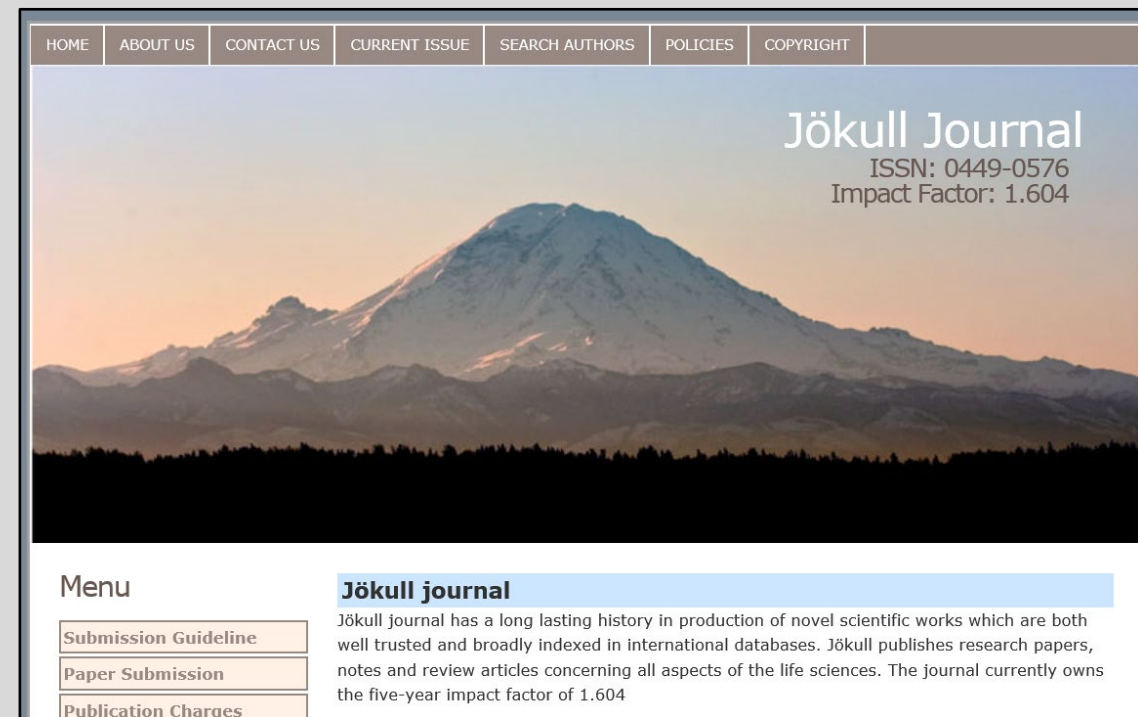 HOME ABOUT US CONTACT US CURRENT ISSUE SEARCH AUTHORS POLICIES COPYRIGHT
Jökull Journal
ISSN: 0449-0576
Impact Factor: 1.604
Menu
Submission Guideline
Paper Submission
Publication Charges
Jökull journal
Jökull journal has a long lasting history in production of novel scientific works which are both
well trusted and broadly indexed in international databases. Jökull publishes research papers,
notes and review articles concerning all aspects of the life sciences. The journal currently owns
the five-year impact factor of 1.604